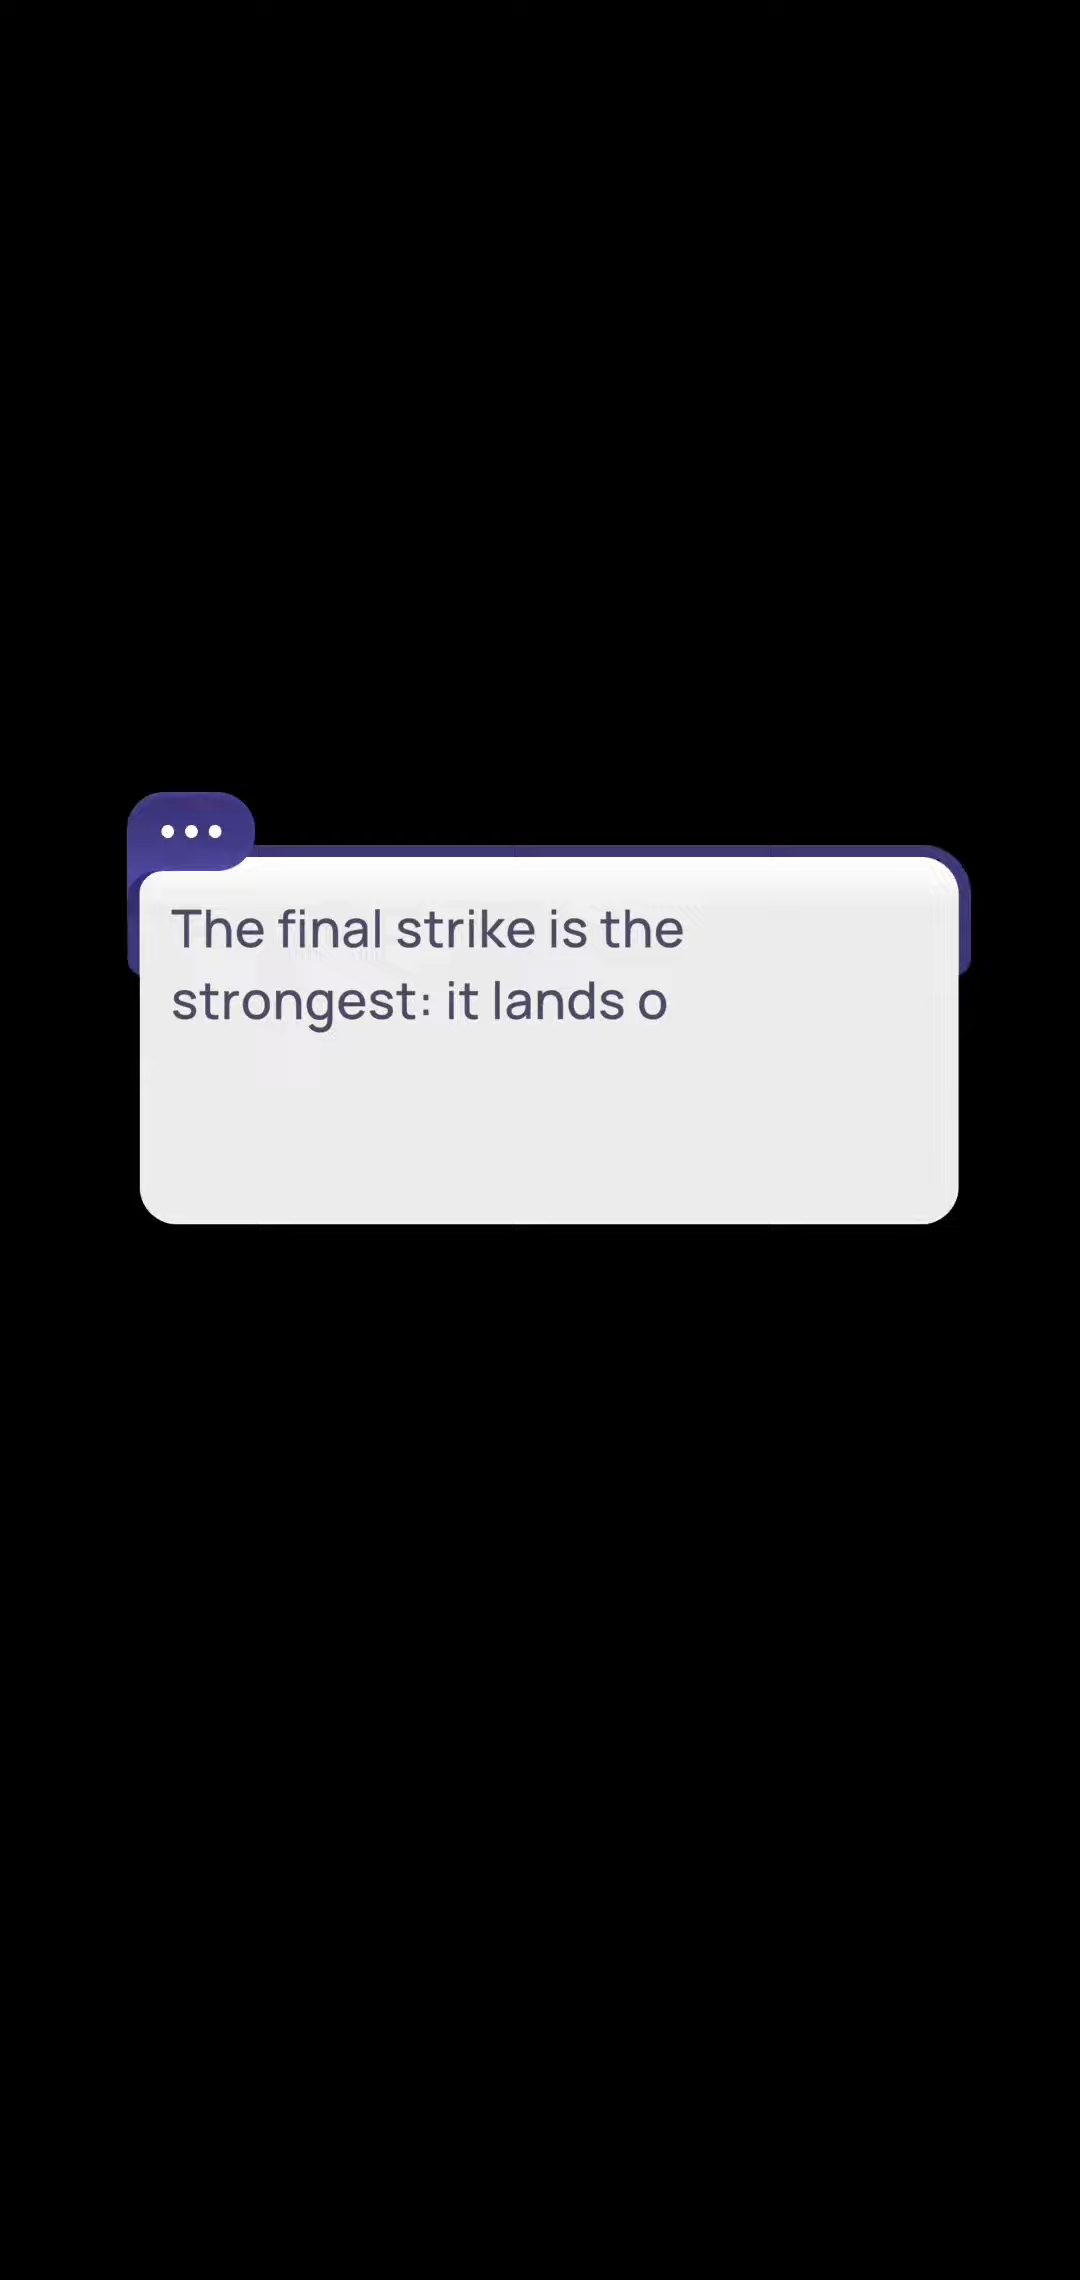 The final strike is the
strongest: it lands o